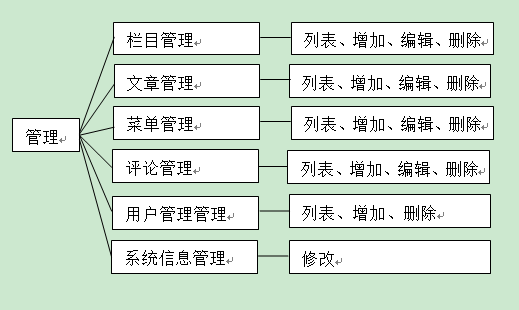 栏目管理
列表、增加、编辑、删除
文章管理
列表、增加、编辑、删除
菜单管理
列表、增加、编辑、删除
管理
评论管理
列表、增加、编辑、删除
用户管理管理
列表、增加、删除
系统信息管理
修改